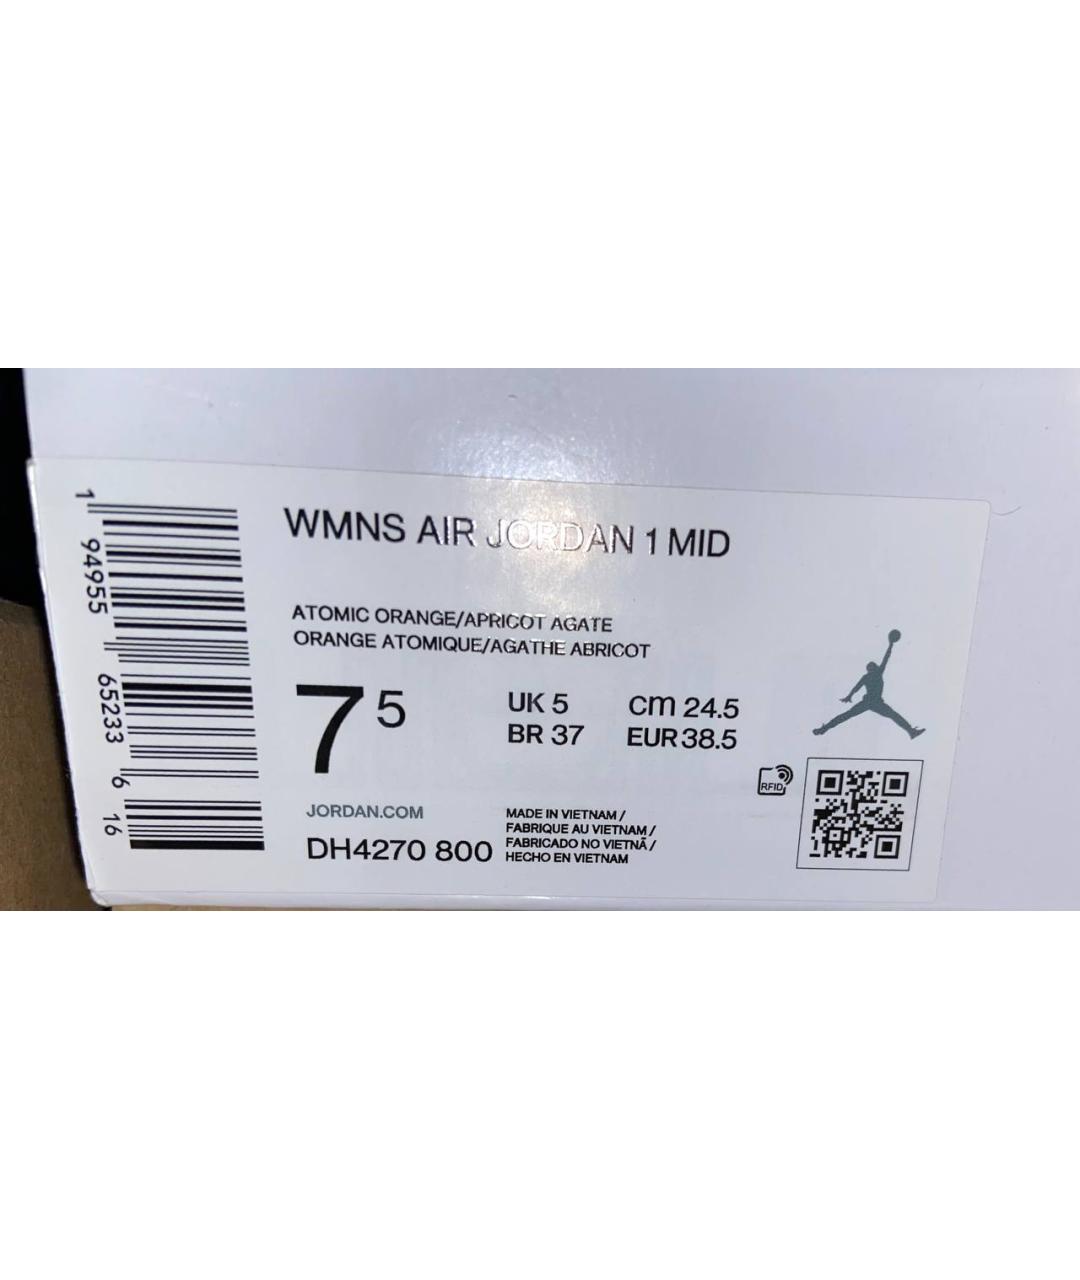 WMNS AIR JORDAN 1 MID
ATOMIC ORANGE/APRICOT AGATE
ORANGE ATOMIQUE/AGATHE ABRICOT
7 5
UK 5 cm 24.5
BR 37 EUR 38.5
RFID
JORDAN.COM
DH4270 800
MADE IN VIETNAM /
FABRIQUE AU VIETNAM /
FABRICADO NO VIETNÃ /
HECHO EN VIETNAM
1 94955 65233 6 16